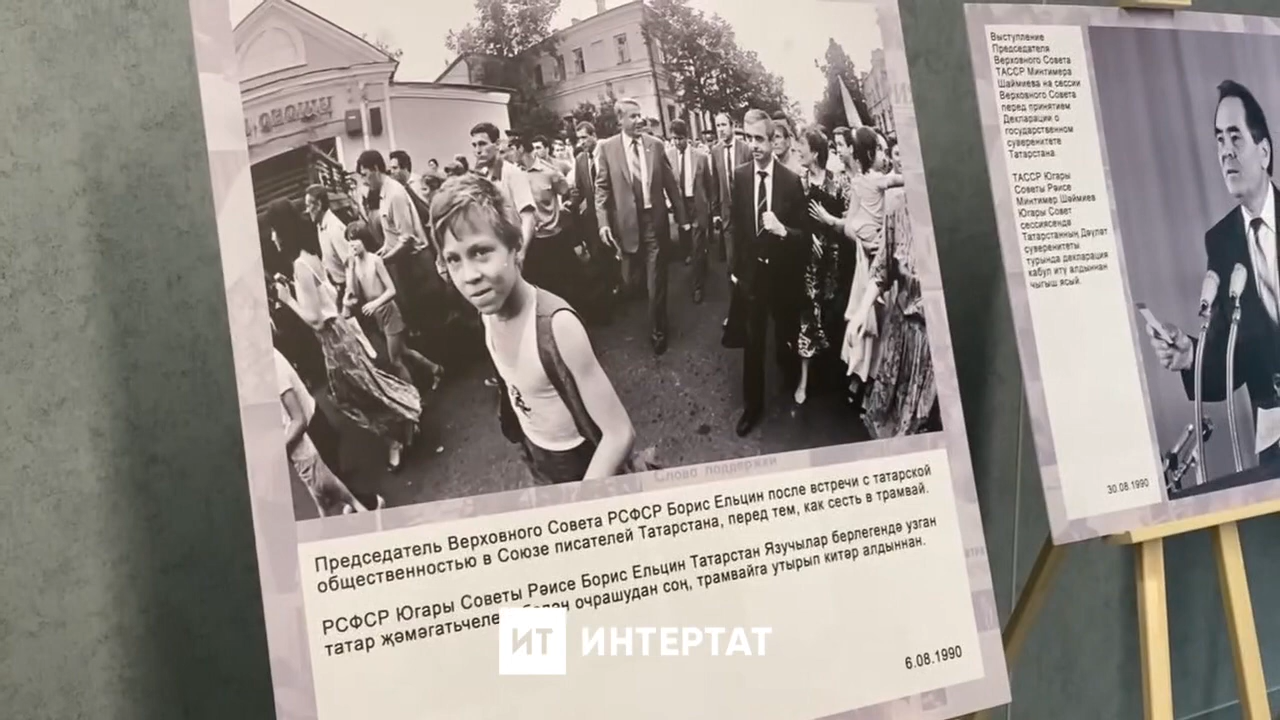 . ОВОЩИ
Слова поддержки
Председатель Верховного Совета РСФСР Борис Ельцин после встречи с татарской
общественностью в Союзе писателей Татарстана, перед тем, как сесть в трамвай.
РСФСР Югары Советы Рәисе Борис Ельцин Татарстан Язучылар берлегендә узган
татар җәмәгатьчеле очрашудан соң, трамвайга утырып китәр алдыннан.
6.08.1990
ИТ ИНТЕРТАТ
Выступление
Председателя
Верховного Совета
ТАССР Минтимера
Шаймиева на сессии
Верховного Совета
перед принятием
Декларации о
государственном
суверенитете
Татарстана.
ТАССР Югары
Советы Рәисе
Минтимер Шәймиев
Югары Совет
сессиясендә
Татарстанның Дәүләт
суверенитеты
турында декларация
кабул итү алдыннан
чыгыш ясый.
30.08.1990